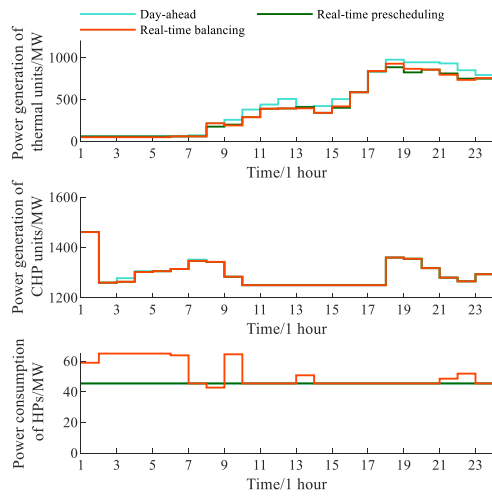 Day-ahead
Real-time prescheduling
Real-time balancing
Power generation of
thermal units/MW
1000
500
0
1 3 5 7 9 11 13 15 17 19 21 23
Time/1 hour
Power generation of
CHP units/MW
1600
1400
1200
1 3 5 7 9 11 13 15 17 19 21 23
Time/1 hour
Power consumption
of HPs/MW
60
40
20
0
1 3 5 7 9 11 13 15 17 19 21 23
Time/1 hour